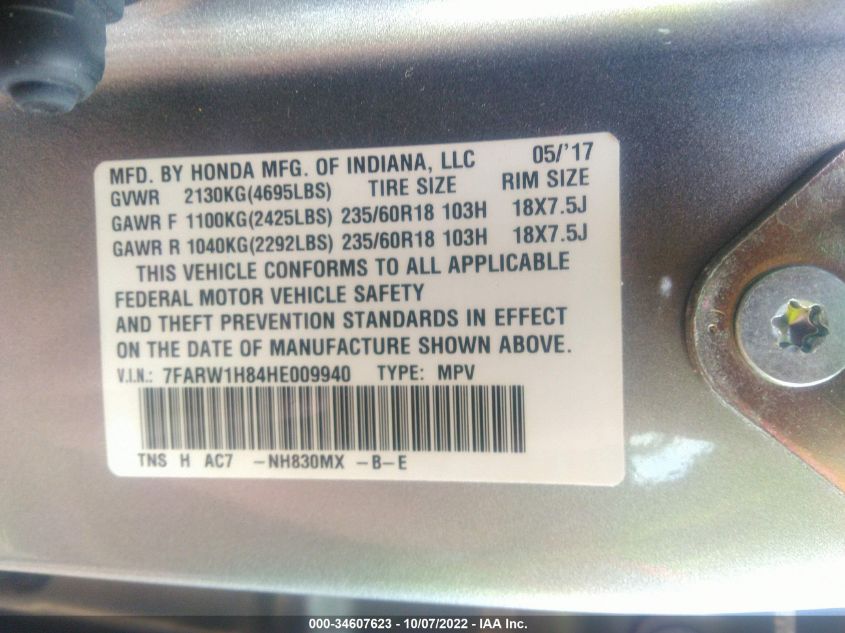 MFD. BY HONDA MFG. OF INDIANA, LLC 05/'17
GVWR 2130KG(4695LBS) TIRE SIZE RIM SIZE
GAWR F 1100KG(2425LBS) 235/60R18 103H 18X7.5J
GAWR R 1040KG(2292LBS) 235/60R18 103H 18X7.5J
THIS VEHICLE CONFORMS TO ALL APPLICABLE
FEDERAL MOTOR VEHICLE SAFETY
AND THEFT PREVENTION STANDARDS IN EFFECT
ON THE DATE OF MANUFACTURE SHOWN ABOVE.
V.I.N.: 7FARW1H84HE009940 TYPE: MPV
TNS H AC7 -NH830MX -B-E
000-34607623 - 10/07/2022 - IAA Inc.